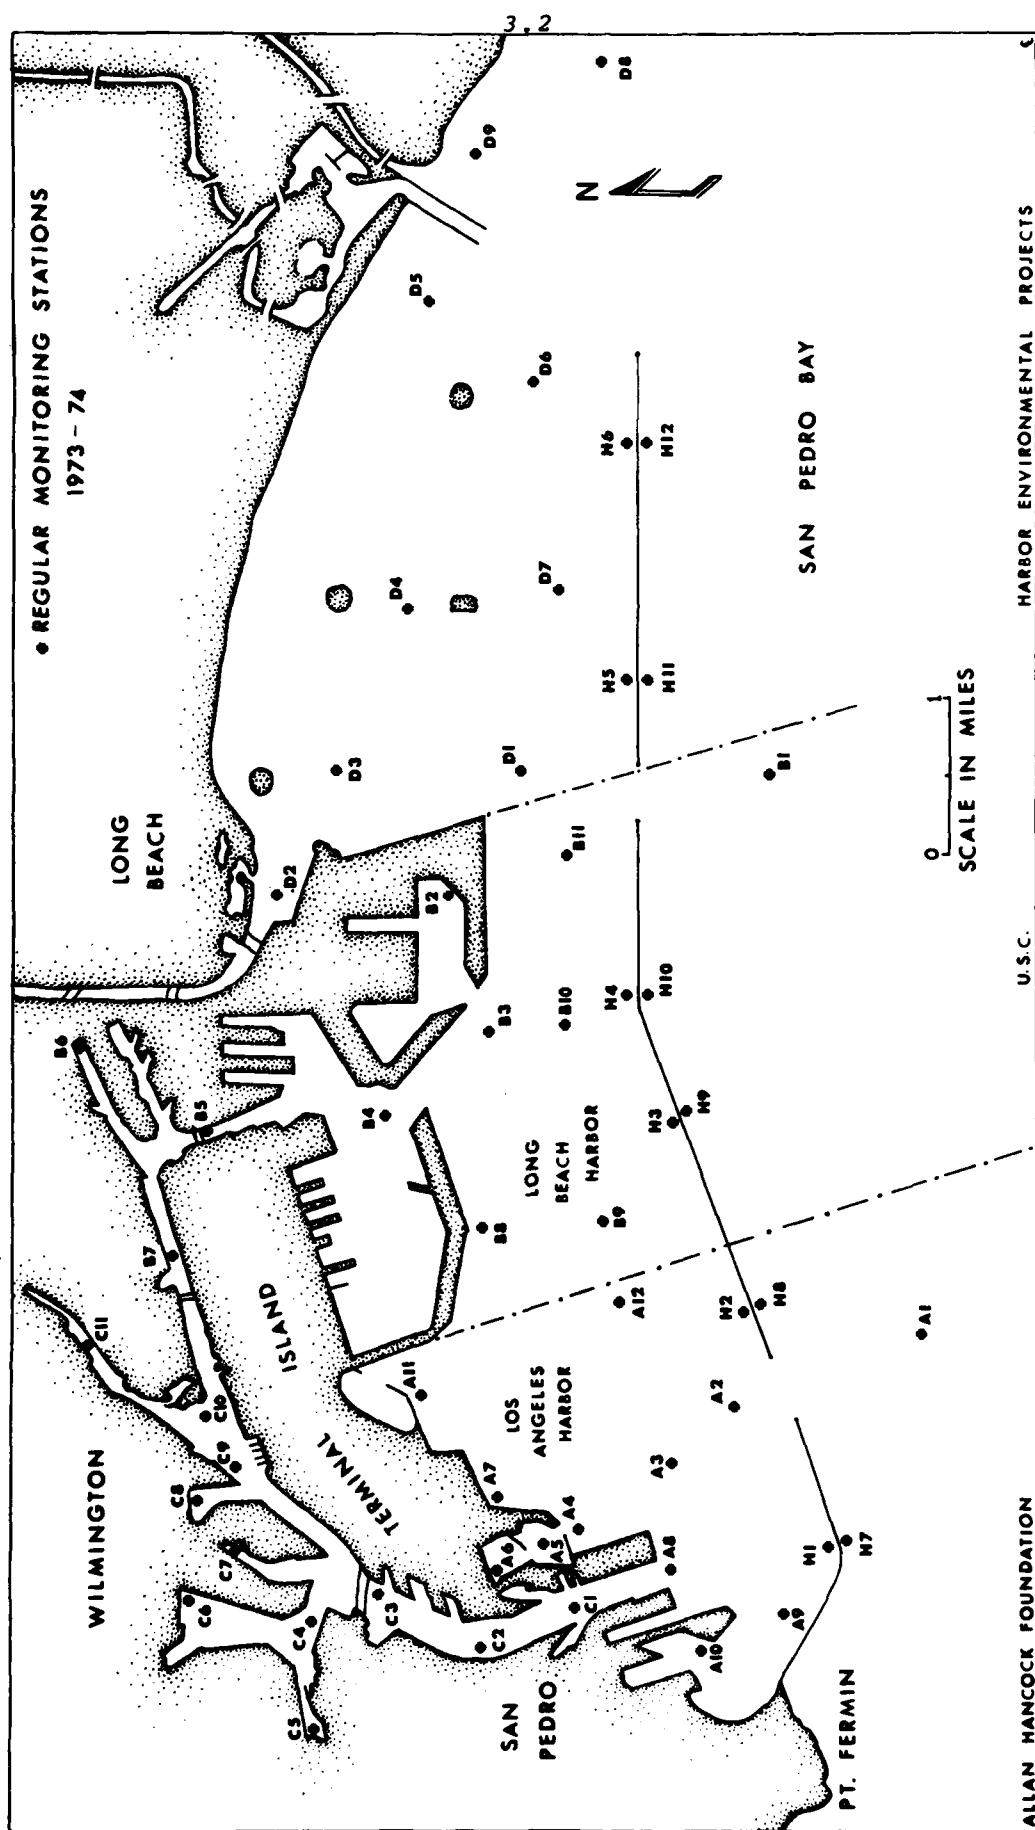 3.2
REGULAR MONITORING STATIONS
1973 - 74
WILMINGTON
LONG
BEACH
SAN
PEDRO
TERMINAL
ISLAND
LOS
ANGELES
HARBOR
LONG
BEACH
HARBOR
SAN PEDRO BAY
PT. FERMIN
N
0 1
SCALE IN MILES
A1
A2
A3
A4
A5
A6
A7
A8
A9
A10
A11
A12
B1
B2
B3
B4
B5
B6
B7
B8
B9
B10
B11
C1
C2
C3
C4
C5
C6
C7
C8
C9
C10
C11
D1
D2
D3
D4
D5
D6
D7
D8
D9
H1
H2
H3
H4
H5
H6
H7
H8
H9
H10
H11
H12
ALLAN HANCOCK FOUNDATION U.S.C. HARBOR ENVIRONMENTAL PROJECTS